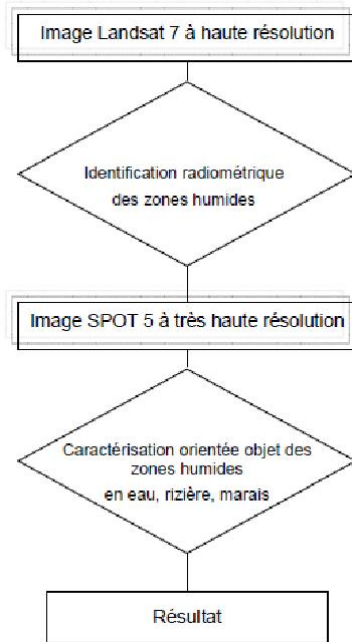 Image Landsat 7 à haute résolution
Identification radiométrique
des zones humides
Image SPOT 5 à très haute résolution
Caractérisation orientée objet des
zones humides
en eau, rizière, marais
Résultat